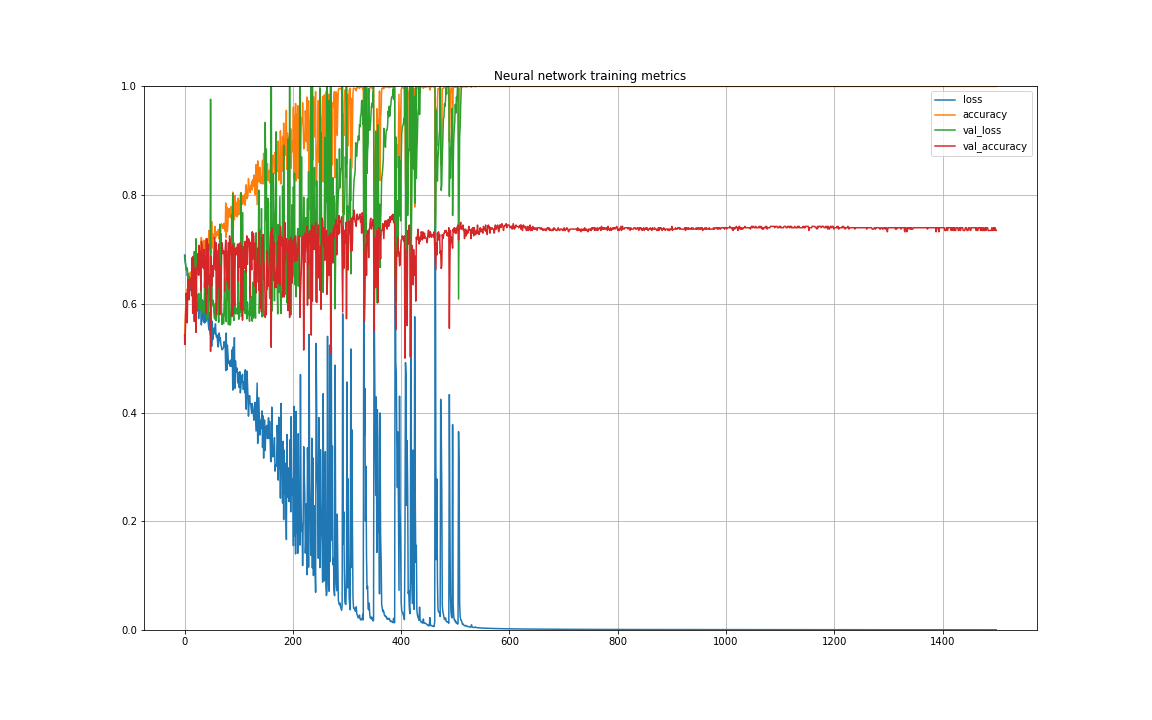 Neural network training metrics
1.0
0.8
0.6
0.4
0.2
0.0
0 200 400 600 800 1000 1200 1400
loss
accuracy
val_loss
val_accuracy